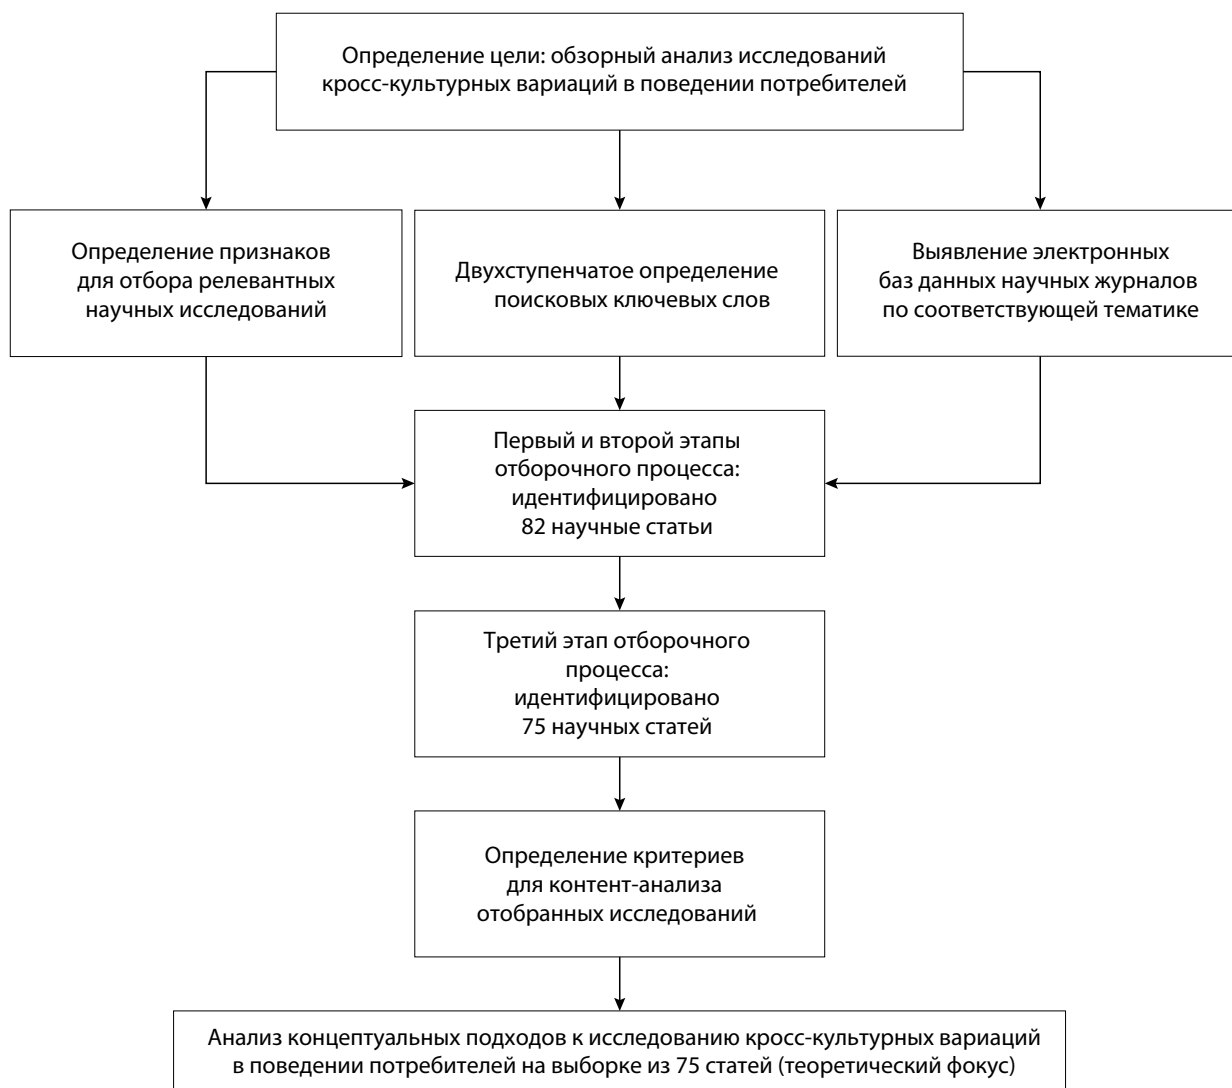 Определение цели: обзорный анализ исследований
кросс-культурных вариаций в поведении потребителей
Определение признаков
для отбора релевантных
научных исследований
Двухступенчатое определение
поисковых ключевых слов
Выявление электронных
баз данных научных журналов
по соответствующей тематике
Первый и второй этапы
отборочного процесса:
идентифицировано
82 научные статьи
Третий этап отборочного
процесса:
идентифицировано
75 научных статей
Определение критериев
для контент-анализа
отобранных исследований
Анализ концептуальных подходов к исследованию кросс-культурных вариаций
в поведении потребителей на выборке из 75 статей (теоретический фокус)